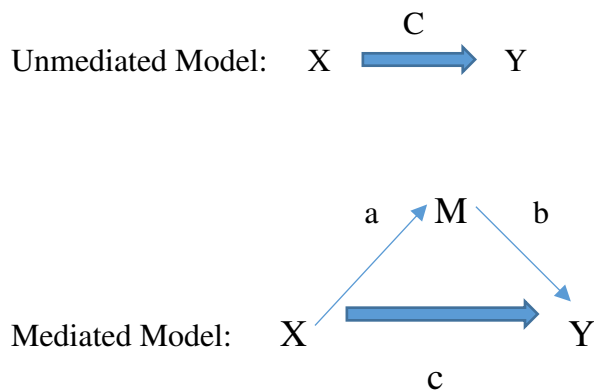 C
Unmediated Model: X Y
a M b
Mediated Model: X Y
c